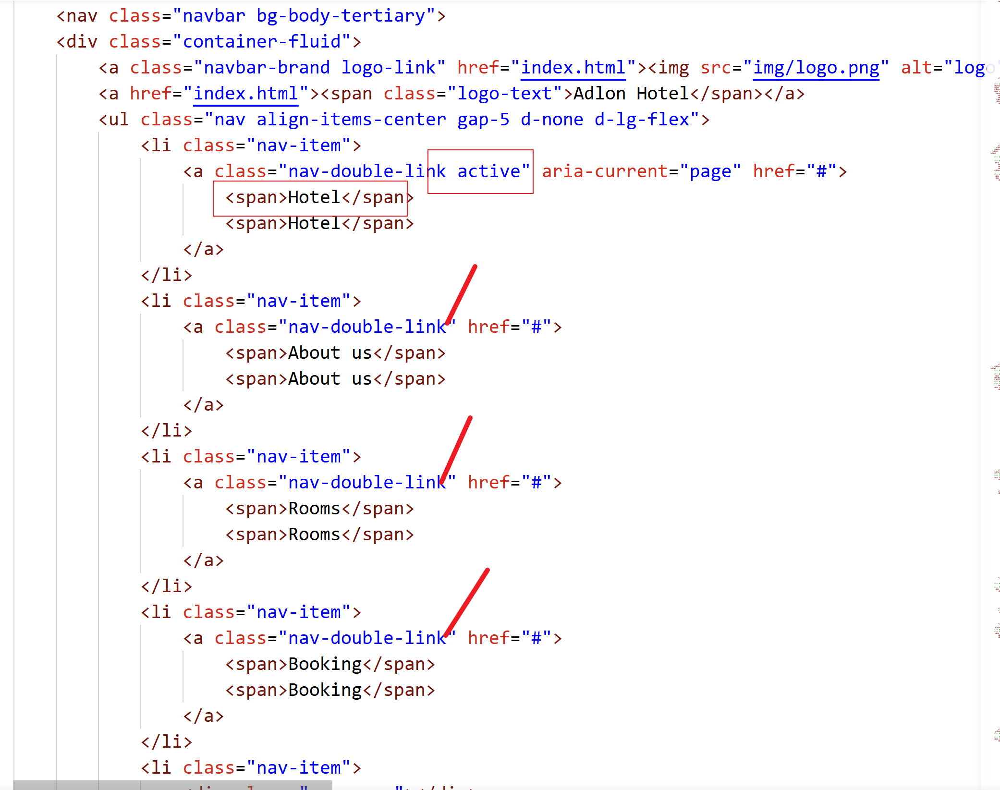 <nav class="navbar bg-body-tertiary">
<div class="container-fluid">
<a class="navbar-brand logo-link" href="index.html"><img src="img/logo.png" alt="logo"
<a href="index.html"><span class="logo-text">Adlon Hotel</span></a>
<ul class="nav align-items-center gap-5 d-none d-lg-flex">
<li class="nav-item">
<a class="nav-double-link active" aria-current="page" href="#">
<span>Hotel</span>
<span>Hotel</span>
</a>
</li>
<li class="nav-item">
<a class="nav-double-link" href="#">
<span>About us</span>
<span>About us</span>
</a>
</li>
<li class="nav-item">
<a class="nav-double-link" href="#">
<span>Rooms</span>
<span>Rooms</span>
</a>
</li>
<li class="nav-item">
<a class="nav-double-link" href="#">
<span>Booking</span>
<span>Booking</span>
</a>
</li>
<li class="nav-item">